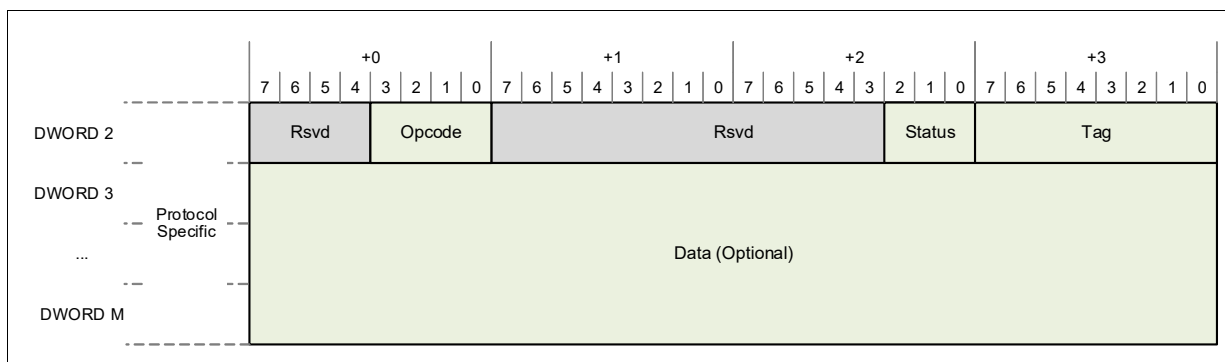 +0 +1 +2 +3
7 6 5 4 3 2 1 0 7 6 5 4 3 2 1 0 7 6 5 4 3 2 1 0 7 6 5 4 3 2 1 0
DWORD 2 Rsvd Opcode Rsvd Status Tag
DWORD 3
Protocol
Specific
... Data (Optional)
DWORD M